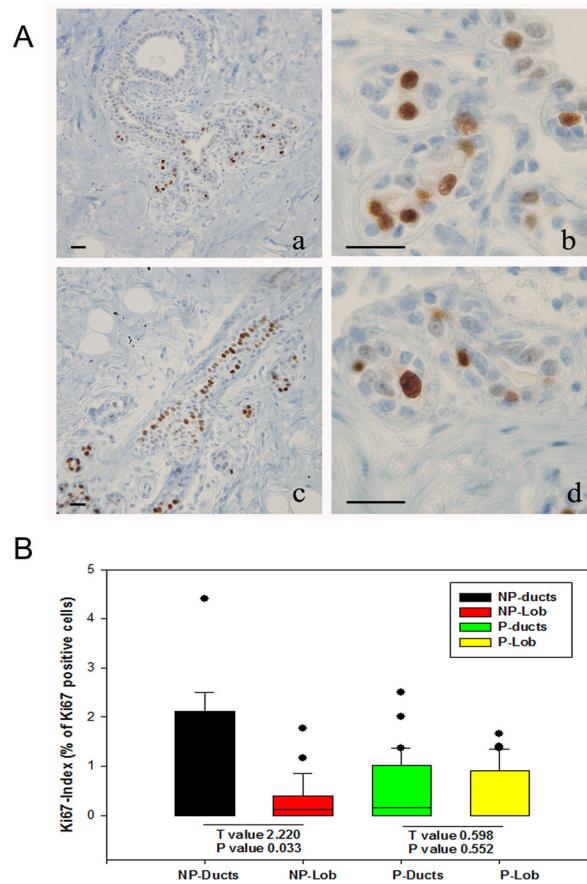 A
a
b
c
d
B
Ki67-Index (% of Ki67 positive cells)
5
4
3
2
1
0
NP-ducts
NP-Lob
P-ducts
P-Lob
T value 2.220
P value 0.033
T value 0.598
P value 0.552
NP-Ducts
NP-Lob
P-Ducts
P-Lob